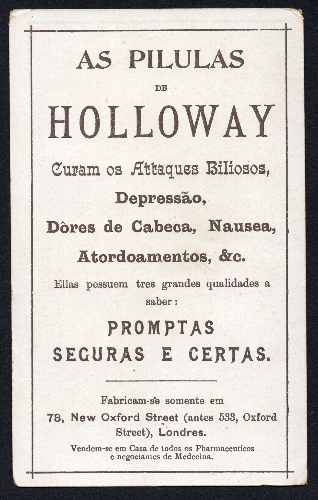 AS PILULAS
DE
HOLLOWAY
Curam os Attaques Biliosos,
Depressão,
Dôres de Cabeca, Nausea,
Atordoamentos, &c.
Ellas possuem tres grandes qualidades a
saber:
PROMPTAS
SEGURAS E CERTAS.
Fabricam-se somente em
78, New Oxford Street (antes 533, Oxford
Street), Londres.
Vendem-se em Casa de todos os Pharmaceuticos
e negociantes de Medecina.